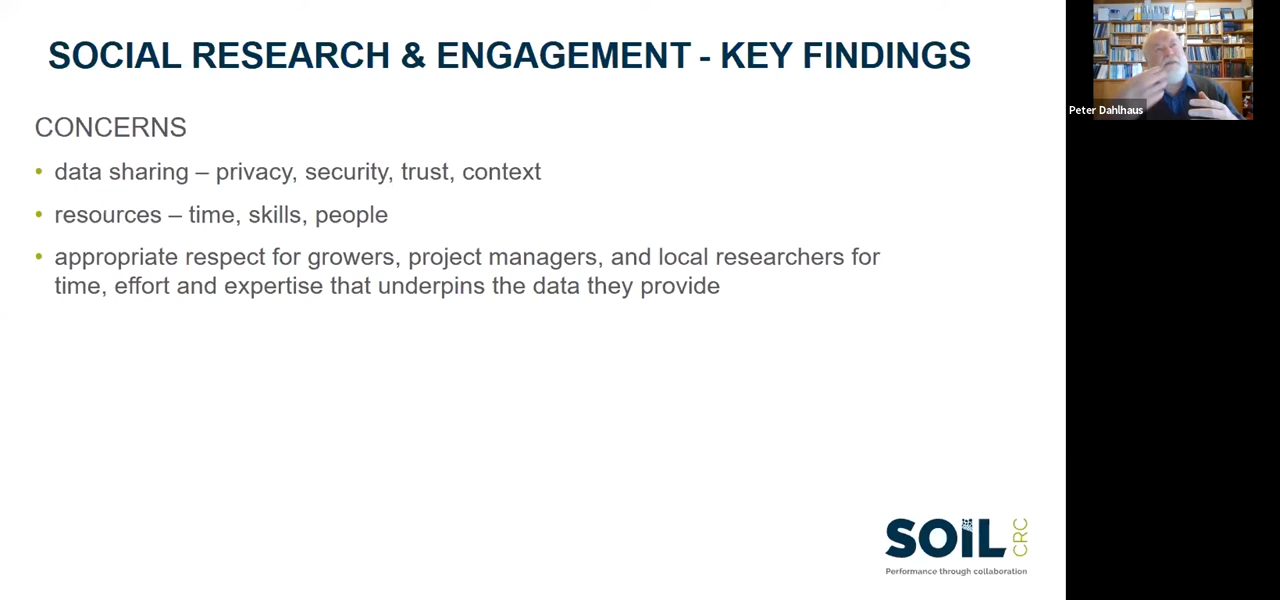 SOCIAL RESEARCH & ENGAGEMENT - KEY FINDINGS
Peter Dahlhaus
CONCERNS
• data sharing – privacy, security, trust, context
• resources – time, skills, people
• appropriate respect for growers, project managers, and local researchers for
time, effort and expertise that underpins the data they provide
SOIL CRC
Performance through collaboration